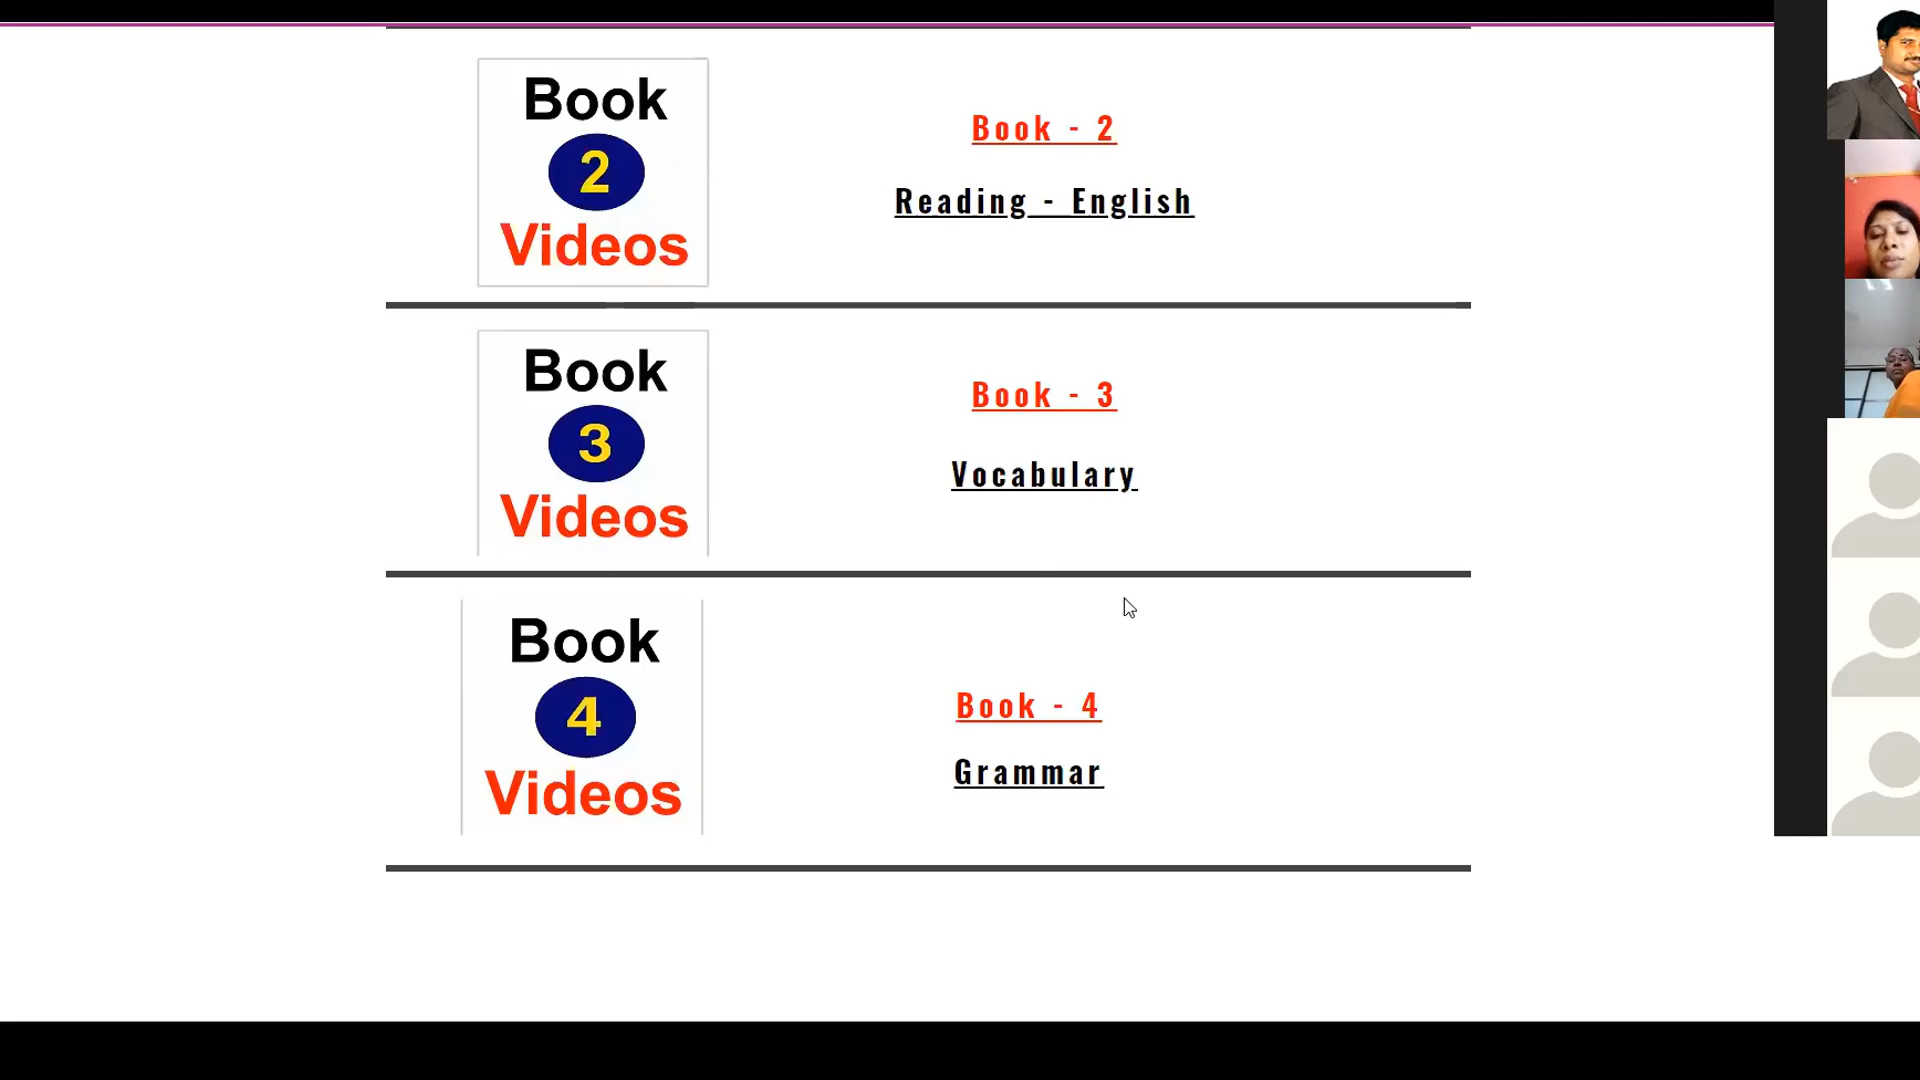 Book
2
Videos
Book - 2
Reading - English
Book
3
Videos
Book - 3
Vocabulary
Book
4
Videos
Book - 4
Grammar